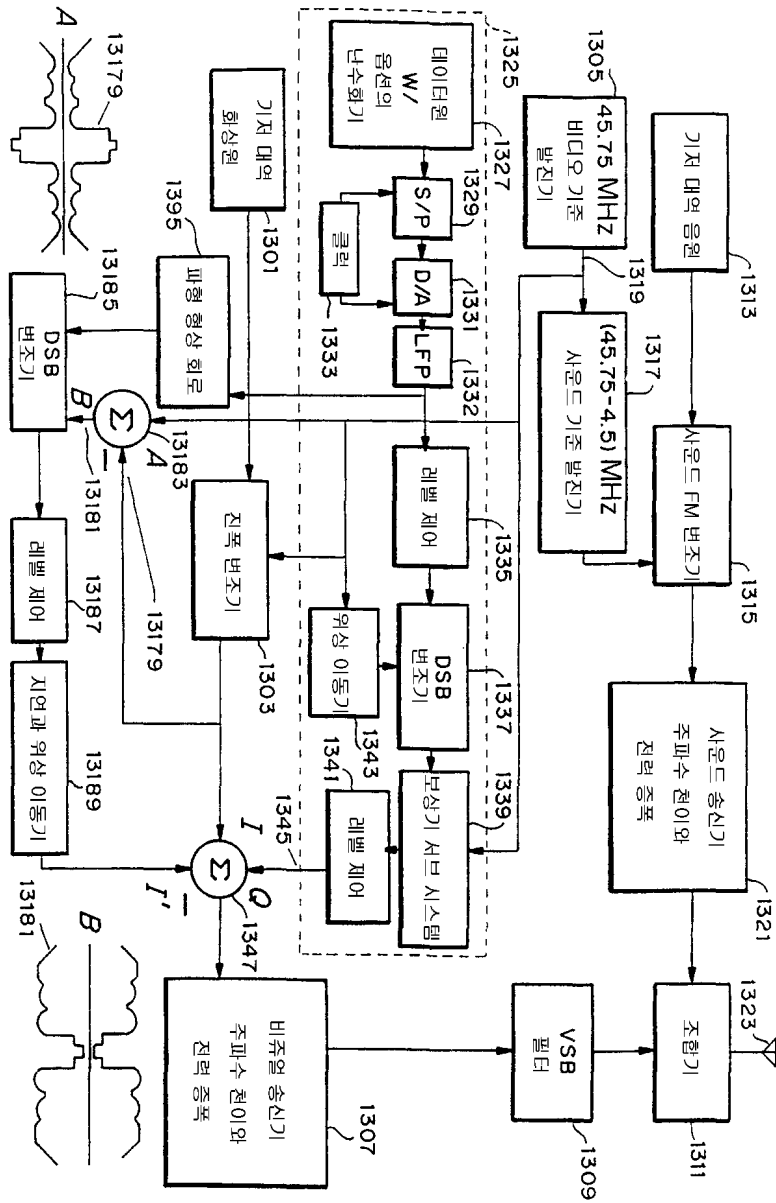 기저 대역 음원
1313
사운드 FM 변조기
1315
사운드 송신기
주파수 천이와
전력 증폭
1321
조합기
1311
1323
1305
45.75 MHz
비디오 기준
발진기
1319
1317
(45.75-4.5) MHz
사운드 기준 발진기
VSB
필터
1309
1325
데이터원
W/
옵션의
난수화기
1327
S/P
1329
D/A
1331
LFP
1332
클럭
1333
레벨 제어
1335
DSB
변조기
1337
보상기 서브 시스템
1339
위상 이동기
1343
1341
레벨 제어
1345
기저 대역
화상원
1301
진폭 변조기
1303
I
Q
Σ
1347
–
I'
비쥬얼 송신기
주파수 천이와
전력 증폭
1307
1395
파형 형상 회로
A
Σ
13183
–
B
13181
13179
13185
DSB
변조기
레벨 제어
13187
지연과 위상 이동기
13189
A
13179
B
13181